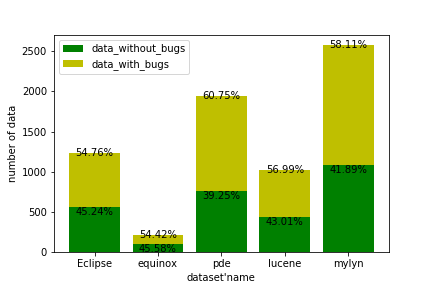 data_without_bugs
data_with_bugs
number of data
2500
2000
1500
1000
500
0
54.76%
45.24%
54.42%
45.58%
60.75%
39.25%
56.99%
43.01%
58.11%
41.89%
Eclipse
equinox
pde
lucene
mylyn
dataset'name